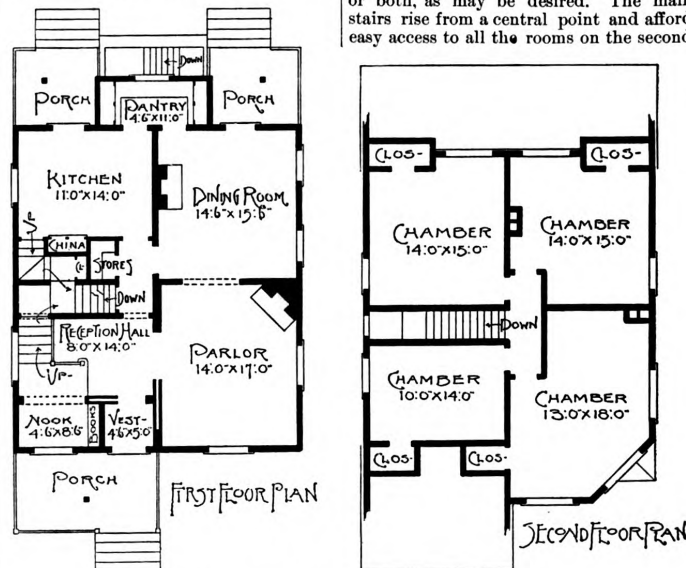 or both, as may be desired. The main
stairs rise from a central point and afford
easy access to all the rooms on the second
DOWN
PORCH
PANTRY
4'6"X11'0"
PORCH
KITCHEN
11'0"X14'0"
DINING ROOM
14'6"X15'6"
UP
CHINA
STORES
DOWN
RECEPTION HALL
8'0"X14'0"
PARLOR
14'0"X17'0"
UP-
NOOK
4'6"X8'6"
BOOKS
VEST-
4'6"X5'0"
PORCH
FIRST FLOOR PLAN
CLOS-
CLOS-
CHAMBER
14'0"X15'0"
CHAMBER
14'0"X15'0"
DOWN
CHAMBER
10'0"X14'0"
CHAMBER
13'0"X18'0"
CLOS-
CLOS-
SECOND FLOOR PLAN